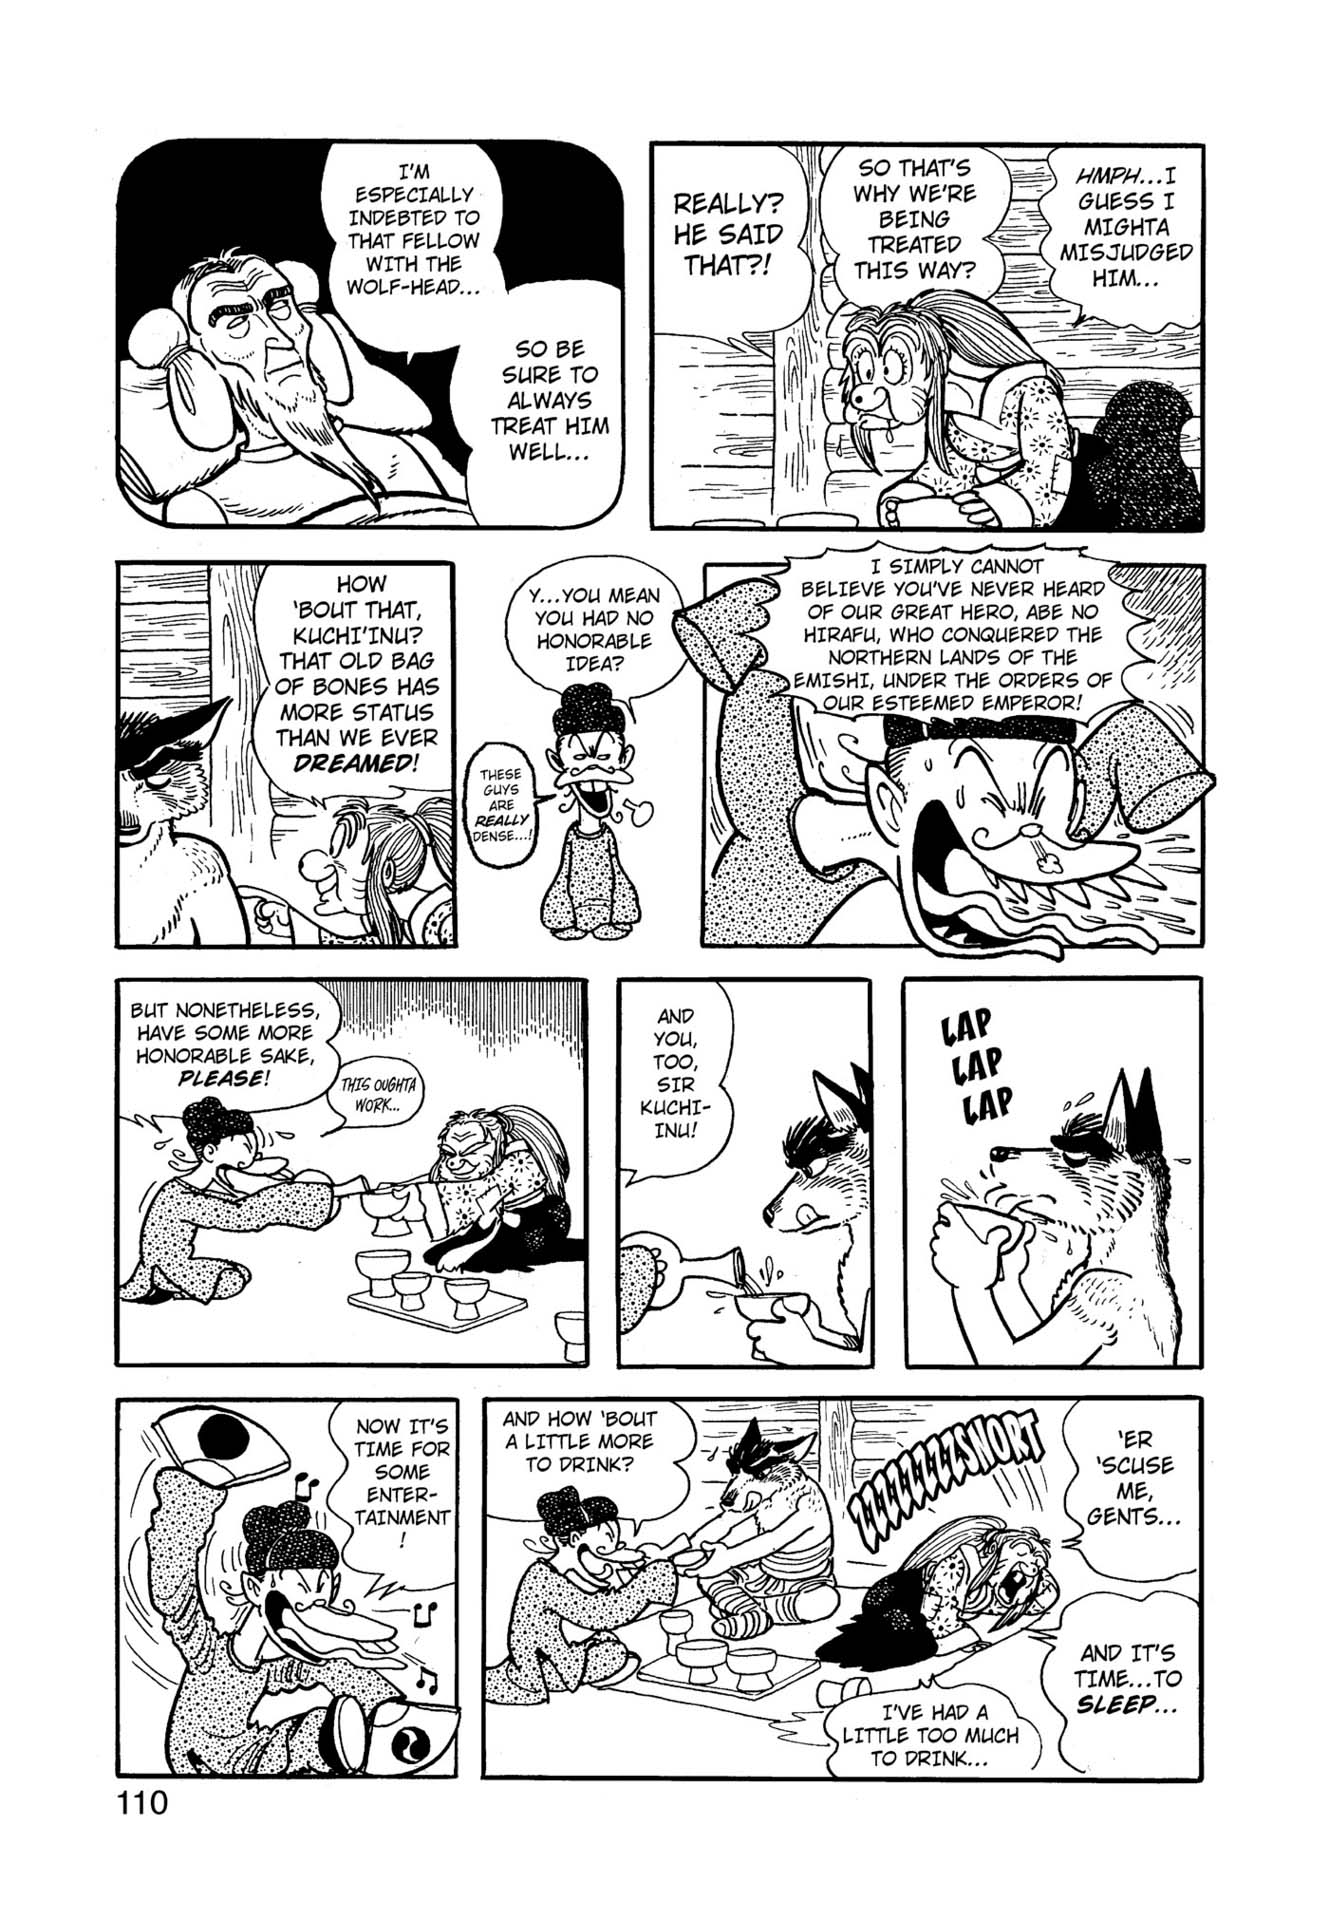 I'M
ESPECIALLY
INDEBTED TO
THAT FELLOW
WITH THE
WOLF-HEAD...
SO BE
SURE TO
ALWAYS
TREAT HIM
WELL...
REALLY?
HE SAID
THAT?!
SO THAT'S
WHY WE'RE
BEING
TREATED
THIS WAY?
HMPH...I
GUESS I
MIGHTA
MISJUDGED
HIM...
HOW
'BOUT THAT,
KUCHI'INU?
THAT OLD BAG
OF BONES HAS
MORE STATUS
THAN WE EVER
DREAMED!
Y...YOU MEAN
YOU HAD NO
HONORABLE
IDEA?
THESE
GUYS
ARE
REALLY
DENSE...!
I SIMPLY CANNOT
BELIEVE YOU'VE NEVER HEARD
OF OUR GREAT HERO, ABE NO
HIRAFU, WHO CONQUERED THE
NORTHERN LANDS OF THE
EMISHI, UNDER THE ORDERS OF
OUR ESTEEMED EMPEROR!
BUT NONETHELESS,
HAVE SOME MORE
HONORABLE SAKE,
PLEASE!
THIS OUGHTA
WORK...
AND
YOU,
TOO,
SIR
KUCHI-
INU!
LAP
LAP
LAP
NOW IT'S
TIME FOR
SOME
ENTER-
TAINMENT
!
AND HOW 'BOUT
A LITTLE MORE
TO DRINK?
ZZZZZZZZSNORT
'ER
'SCUSE
ME,
GENTS...
I'VE HAD A
LITTLE TOO MUCH
TO DRINK...
AND IT'S
TIME...TO
SLEEP...
110